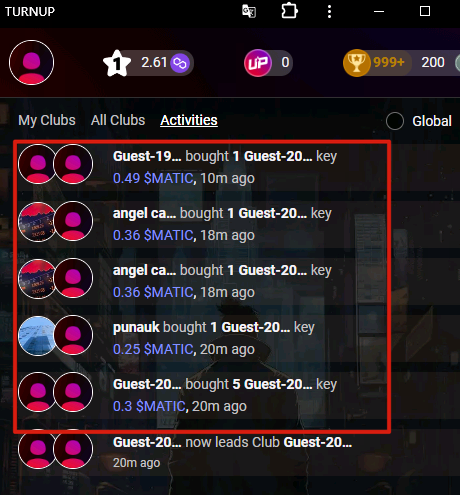 TURNUP
1 2.61 UP 0 999+ 200
My Clubs All Clubs Activities Global
Guest-19... bought 1 Guest-20... key
0.49 $MATIC, 10m ago
angel ca... bought 1 Guest-20... key
0.36 $MATIC, 18m ago
angel ca... bought 1 Guest-20... key
0.36 $MATIC, 18m ago
punauk bought 1 Guest-20... key
0.25 $MATIC, 20m ago
Guest-20... bought 5 Guest-20... key
0.3 $MATIC, 20m ago
Guest-20... now leads Club Guest-20...
20m ago